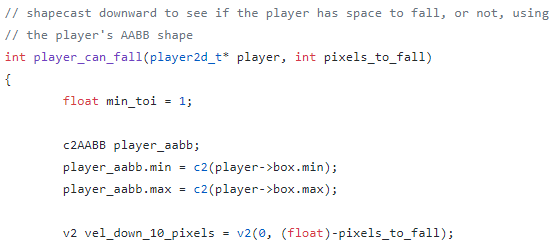 // shapecast downward to see if the player has space to fall, or not, using
// the player's AABB shape
int player_can_fall(player2d_t* player, int pixels_to_fall)
{
        float min_toi = 1;

        c2AABB player_aabb;
        player_aabb.min = c2(player->box.min);
        player_aabb.max = c2(player->box.max);

        v2 vel_down_10_pixels = v2(0, (float)-pixels_to_fall);